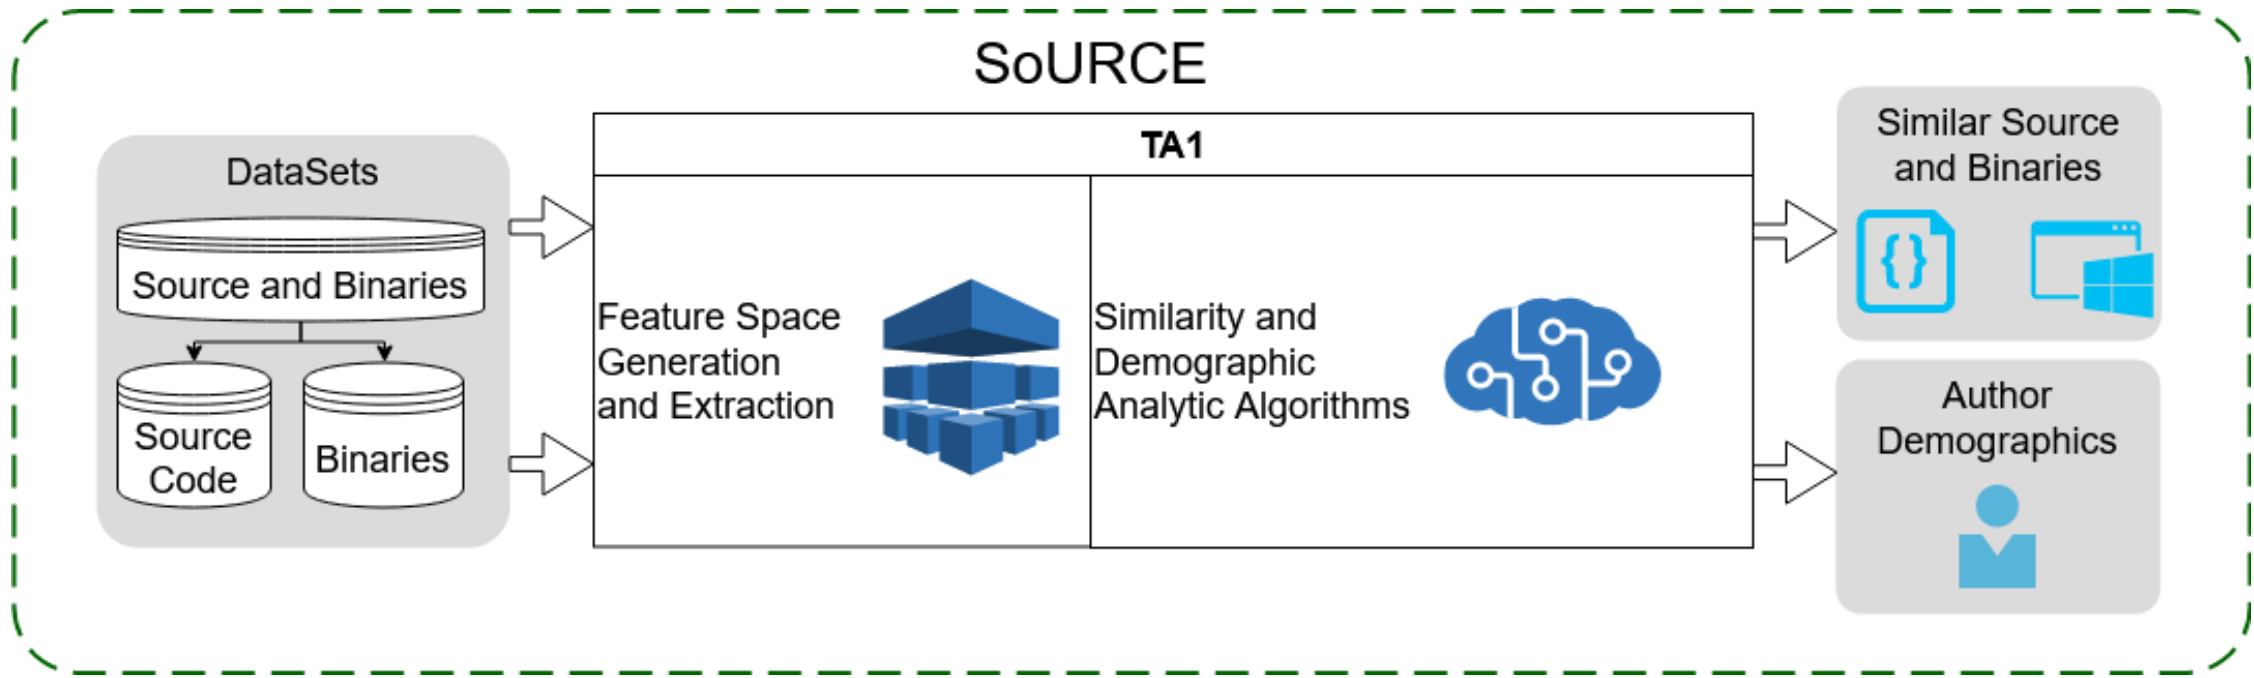 SoURCE
DataSets
Source and Binaries
Source
Code
Binaries
TA1
Feature Space
Generation
and Extraction
Similarity and
Demographic
Analytic Algorithms
Similar Source
and Binaries
{}
Author
Demographics